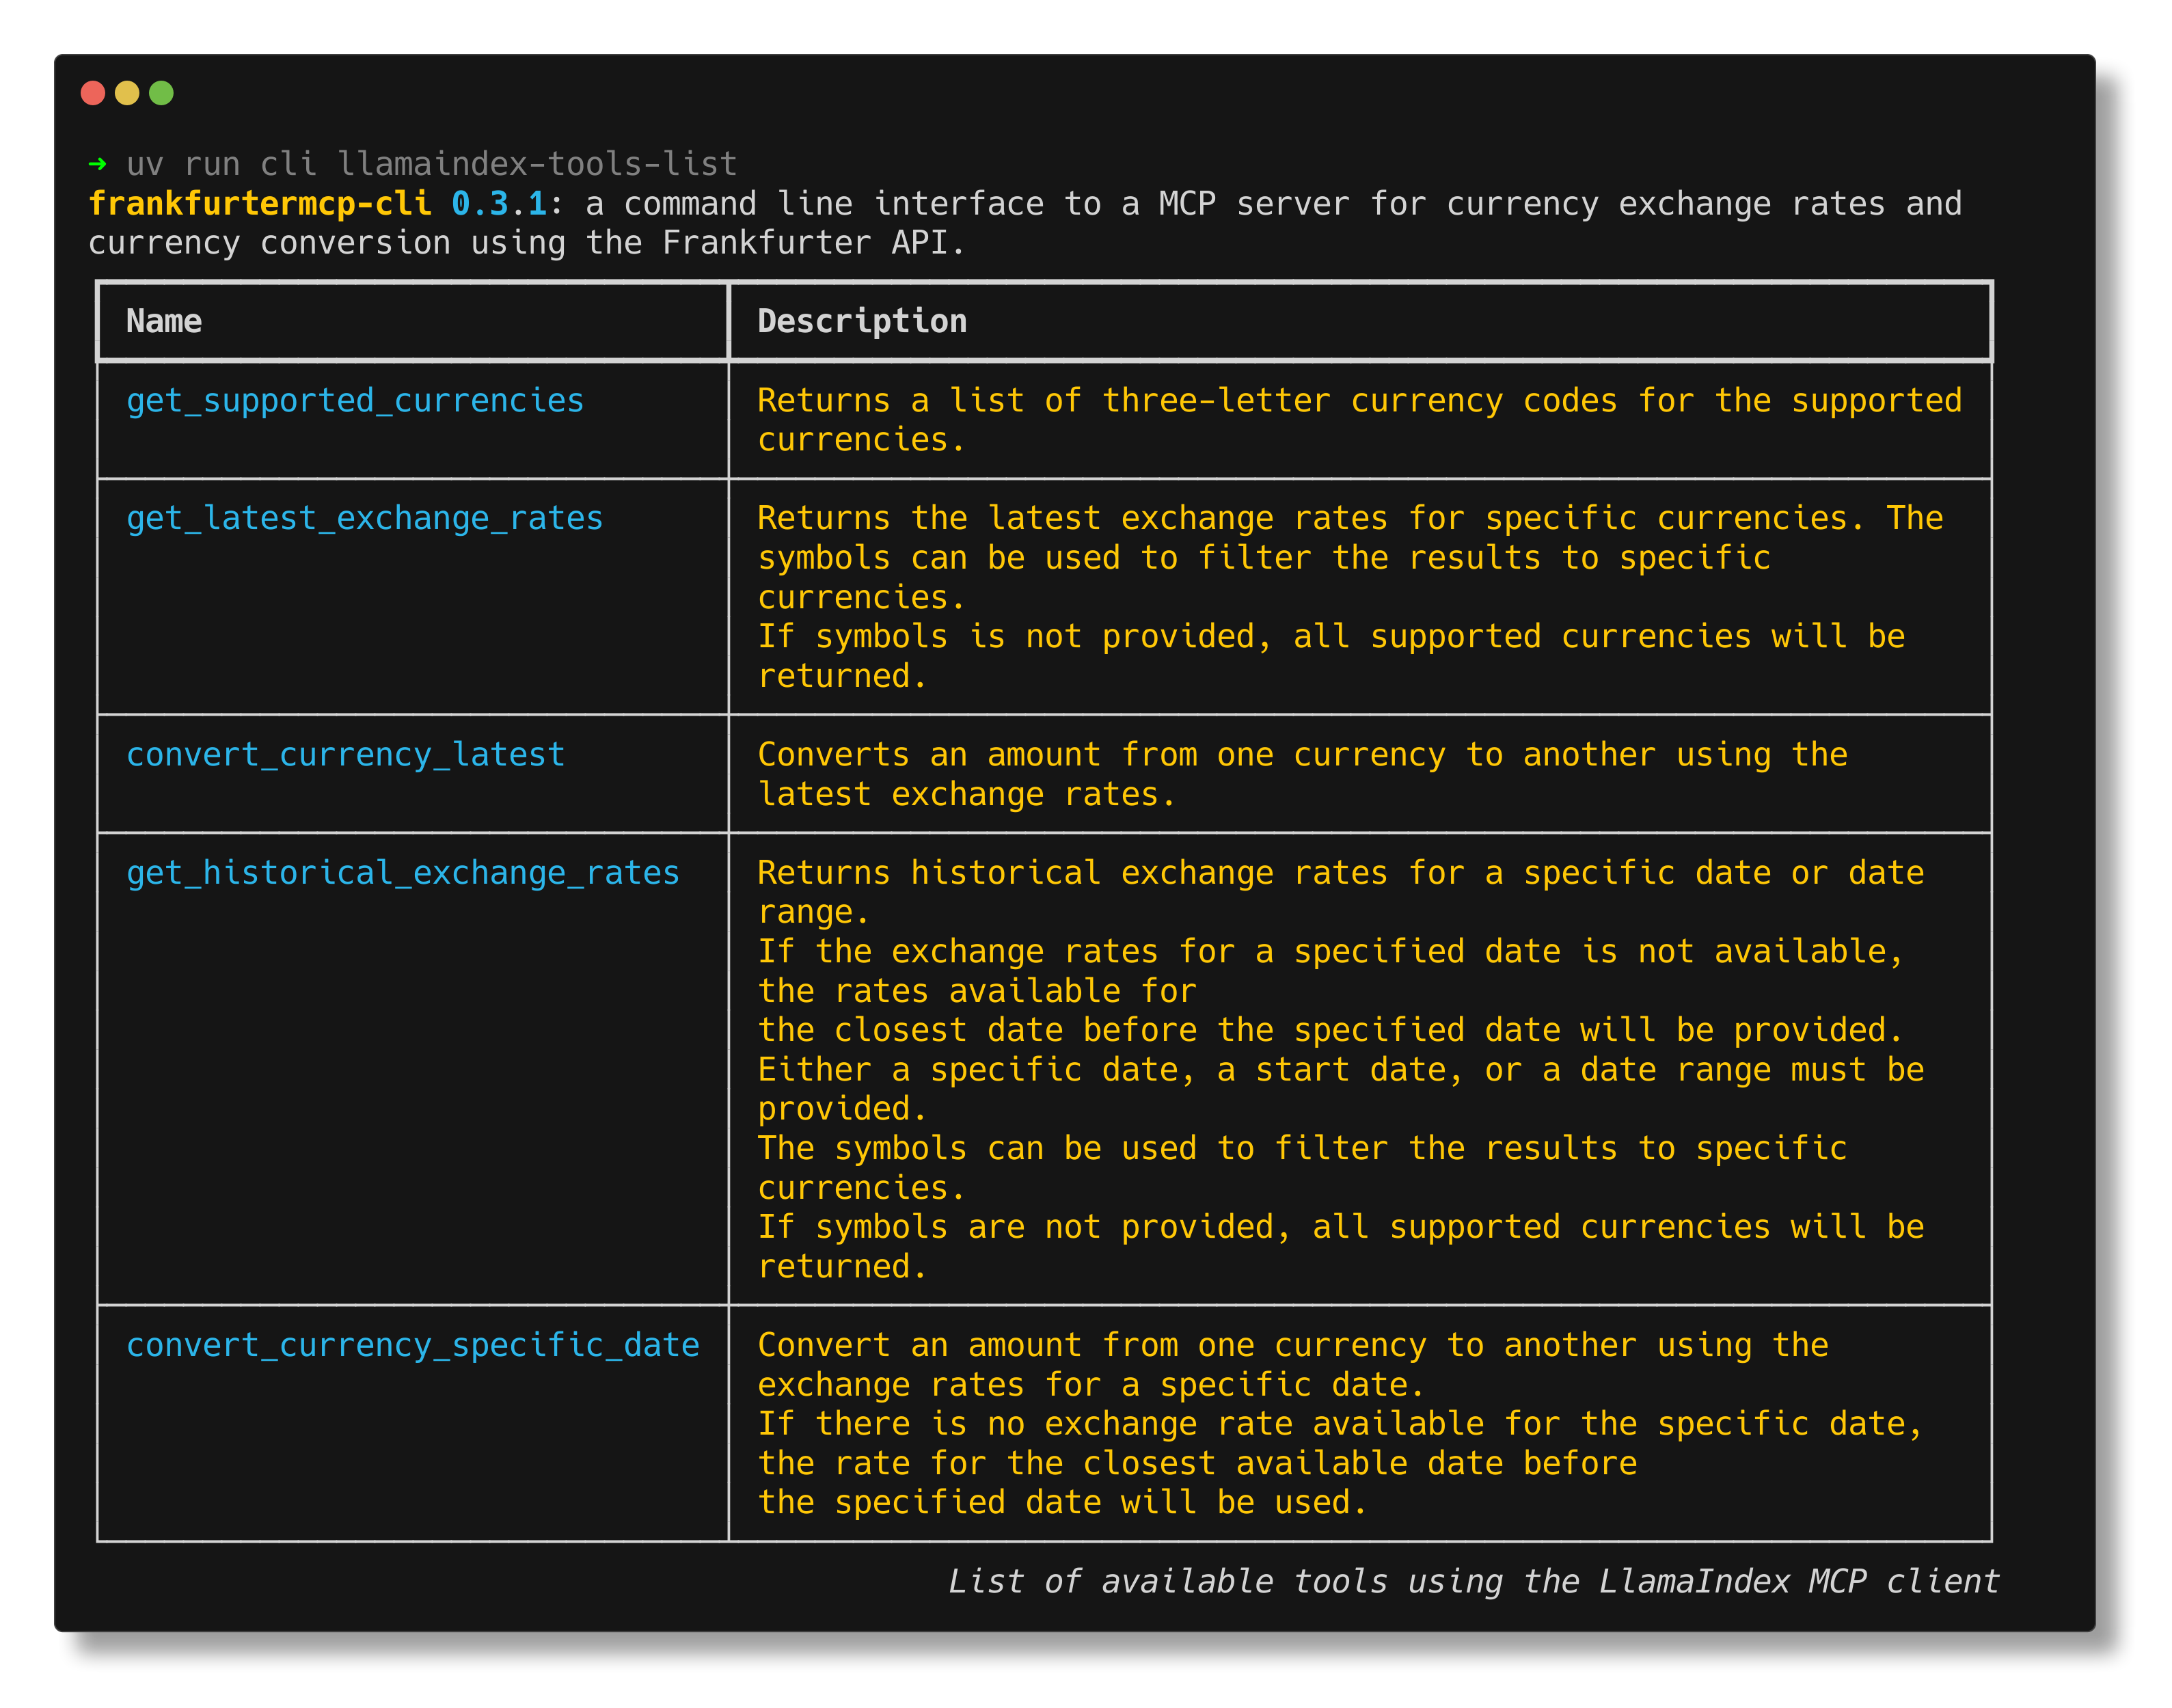 ➜ uv run cli llamaindex-tools-list
frankfurtermcp-cli 0.3.1: a command line interface to a MCP server for currency exchange rates and
currency conversion using the Frankfurter API.
Name Description
get_supported_currencies Returns a list of three-letter currency codes for the supported
currencies.
get_latest_exchange_rates Returns the latest exchange rates for specific currencies. The
symbols can be used to filter the results to specific
currencies.
If symbols is not provided, all supported currencies will be
returned.
convert_currency_latest Converts an amount from one currency to another using the
latest exchange rates.
get_historical_exchange_rates Returns historical exchange rates for a specific date or date
range.
If the exchange rates for a specified date is not available,
the rates available for
the closest date before the specified date will be provided.
Either a specific date, a start date, or a date range must be
provided.
The symbols can be used to filter the results to specific
currencies.
If symbols are not provided, all supported currencies will be
returned.
convert_currency_specific_date Convert an amount from one currency to another using the
exchange rates for a specific date.
If there is no exchange rate available for the specific date,
the rate for the closest available date before
the specified date will be used.
List of available tools using the LlamaIndex MCP client